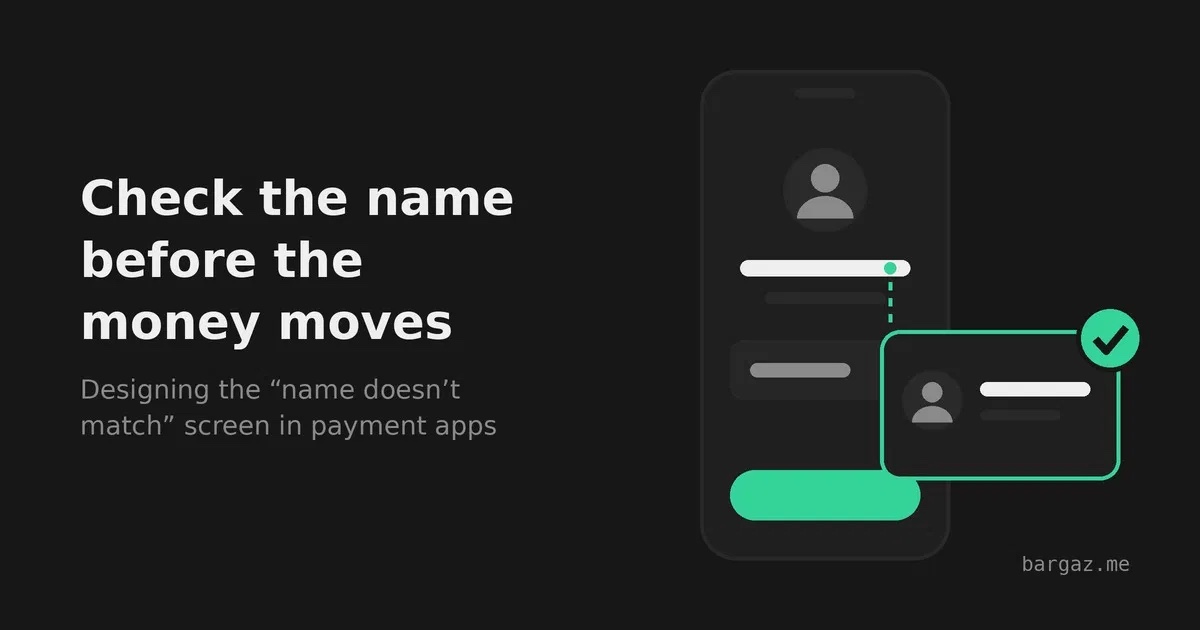 Check the name
before the
money moves
Designing the “name doesn’t
match” screen in payment apps
bargaz.me